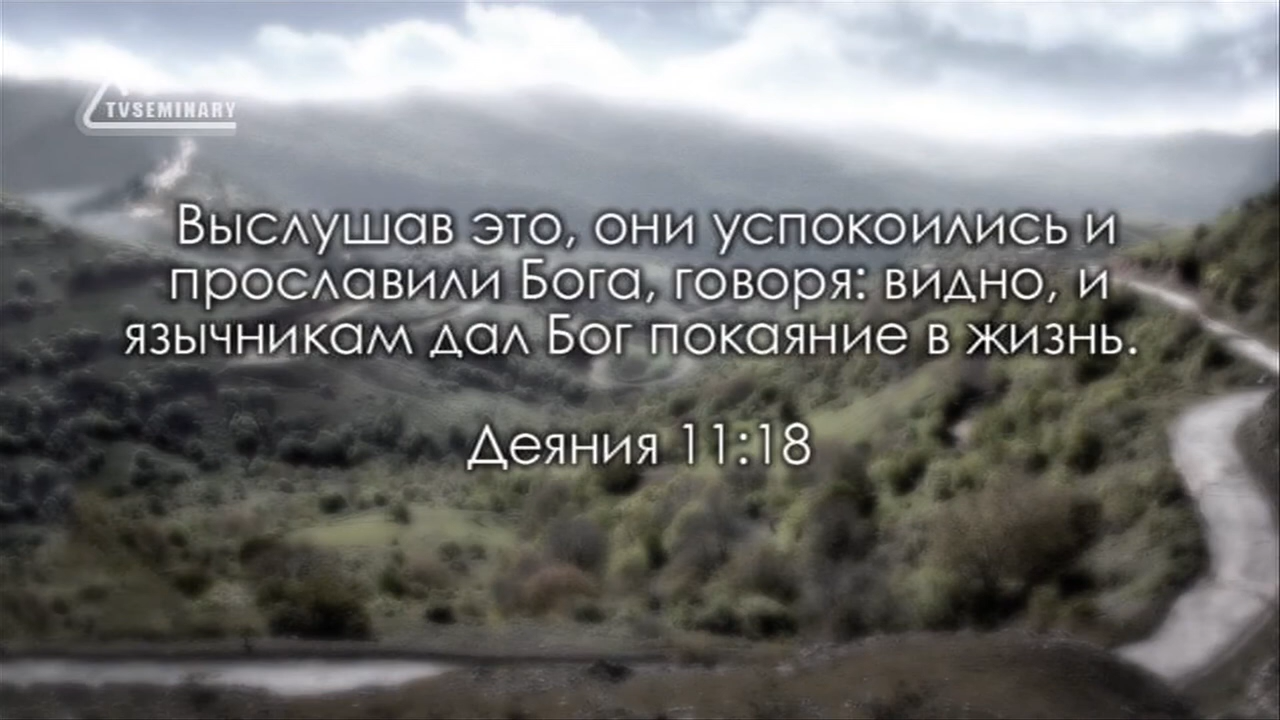 TVSEMINARY
Выслушав это, они успокоились и
прославили Бога, говоря: видно, и
язычникам дал Бог покаяние в жизнь.
Деяния 11:18